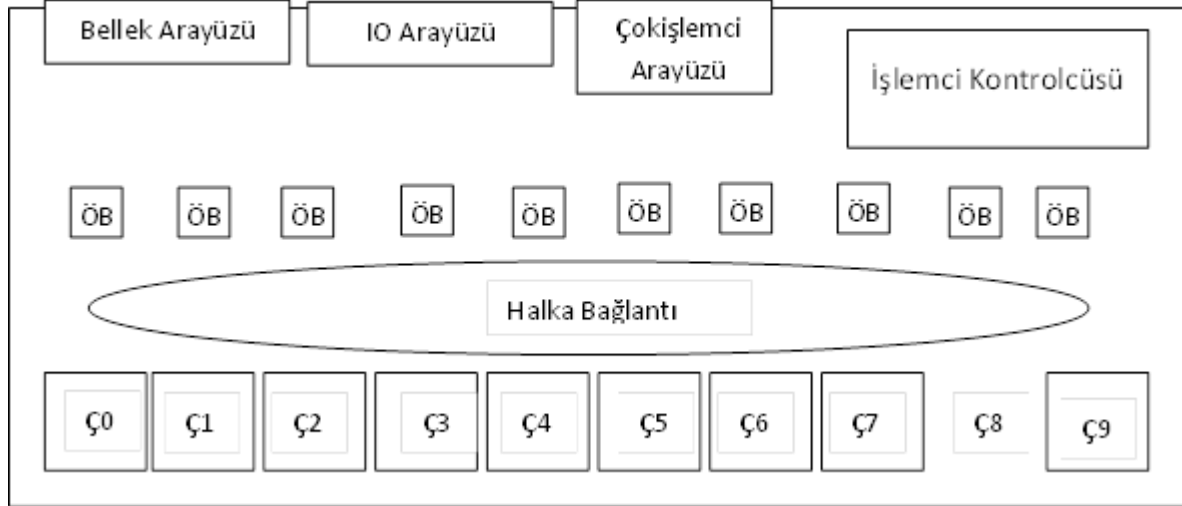 Bellek Arayüzü
IO Arayüzü
Çokişlemci
Arayüzü
İşlemci Kontrolcüsü
ÖB ÖB ÖB ÖB ÖB ÖB ÖB ÖB ÖB ÖB
Halka Bağlantı
Ç0 Ç1 Ç2 Ç3 Ç4 Ç5 Ç6 Ç7 Ç8 Ç9